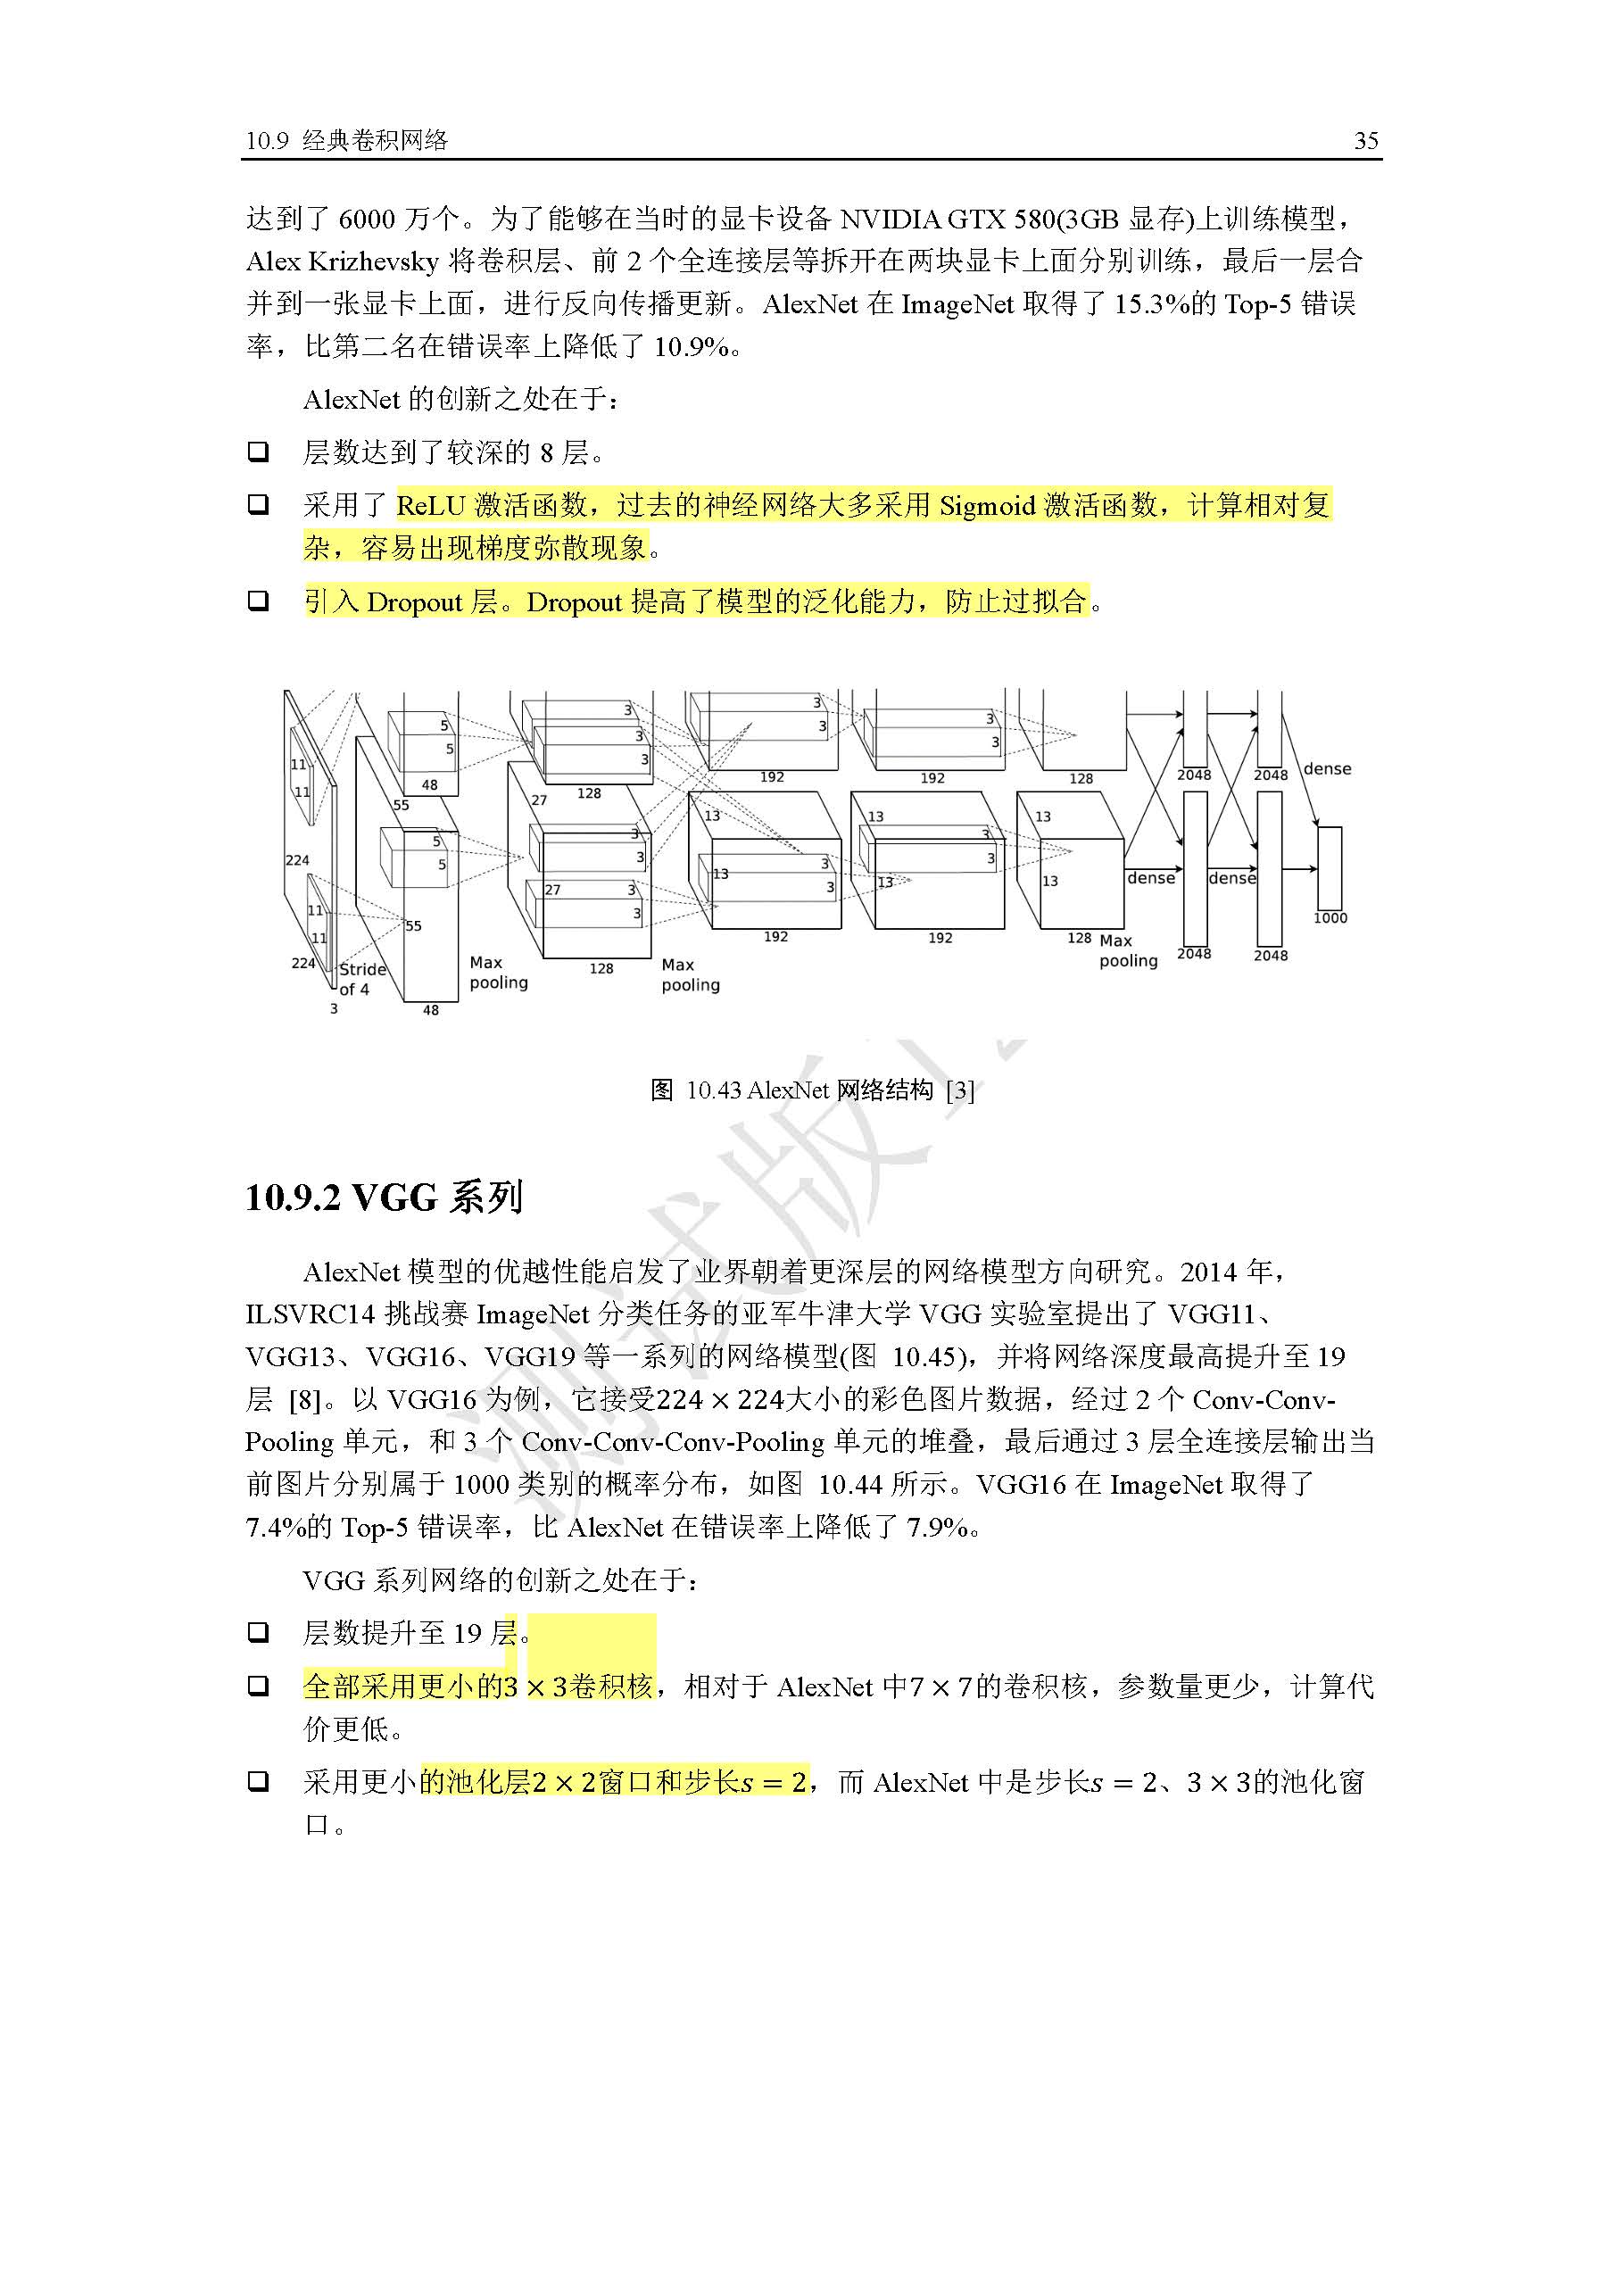 10.9 经典卷积网络 35
达到了 6000 万个。为了能够在当时的显卡设备 NVIDIA GTX 580(3GB 显存)上训练模型，
Alex Krizhevsky 将卷积层、前 2 个全连接层等拆开在两块显卡上面分别训练，最后一层合
并到一张显卡上面，进行反向传播更新。AlexNet 在 ImageNet 取得了 15.3%的 Top-5 错误
率，比第二名在错误率上降低了 10.9%。
AlexNet 的创新之处在于：
❑ 层数达到了较深的 8 层。
❑ 采用了 ReLU 激活函数，过去的神经网络大多采用 Sigmoid 激活函数，计算相对复
杂，容易出现梯度弥散现象。
❑ 引入 Dropout 层。Dropout 提高了模型的泛化能力，防止过拟合。
11 11 5 5 48 3 3 3 3 128 3 3 192 3 3 192 128 2048 2048 dense
224 55 5 5 27 3 3 13 3 3 13 3 3 13
11 11 55 27 3 3 13 13 13 dense dense 1000
224 Stride of 4 Max pooling 128 Max pooling 192 192 128 Max pooling 2048 2048
3 48
图 10.43 AlexNet 网络结构 [3]
测试版
10.9.2 VGG 系列
AlexNet 模型的优越性能启发了业界朝着更深层的网络模型方向研究。2014 年，
ILSVRC14 挑战赛 ImageNet 分类任务的亚军牛津大学 VGG 实验室提出了 VGG11、
VGG13、VGG16、VGG19 等一系列的网络模型(图 10.45)，并将网络深度最高提升至 19
层 [8]。以 VGG16 为例，它接受224 × 224大小的彩色图片数据，经过 2 个 Conv-Conv-
Pooling 单元，和 3 个 Conv-Conv-Conv-Pooling 单元的堆叠，最后通过 3 层全连接层输出当
前图片分别属于 1000 类别的概率分布，如图 10.44 所示。VGG16 在 ImageNet 取得了
7.4%的 Top-5 错误率，比 AlexNet 在错误率上降低了 7.9%。
VGG 系列网络的创新之处在于：
❑ 层数提升至 19 层。
❑ 全部采用更小的3 × 3卷积核，相对于 AlexNet 中7 × 7的卷积核，参数量更少，计算代
价更低。
❑ 采用更小的池化层2 × 2窗口和步长s = 2，而 AlexNet 中是步长s = 2、3 × 3的池化窗
口。